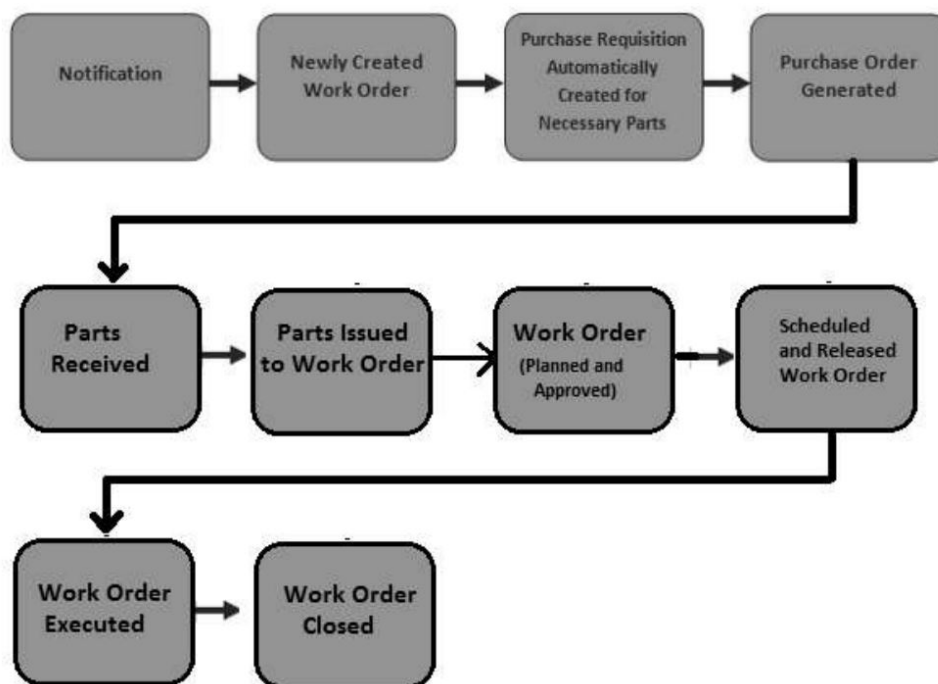 Notification
Newly Created
Work Order
Purchase Requisition
Automatically
Created for
Necessary Parts
Purchase Order
Generated
Parts
Received
Parts Issued
to Work Order
Work Order
(Planned and
Approved)
Scheduled
and Released
Work Order
Work Order
Executed
Work Order
Closed